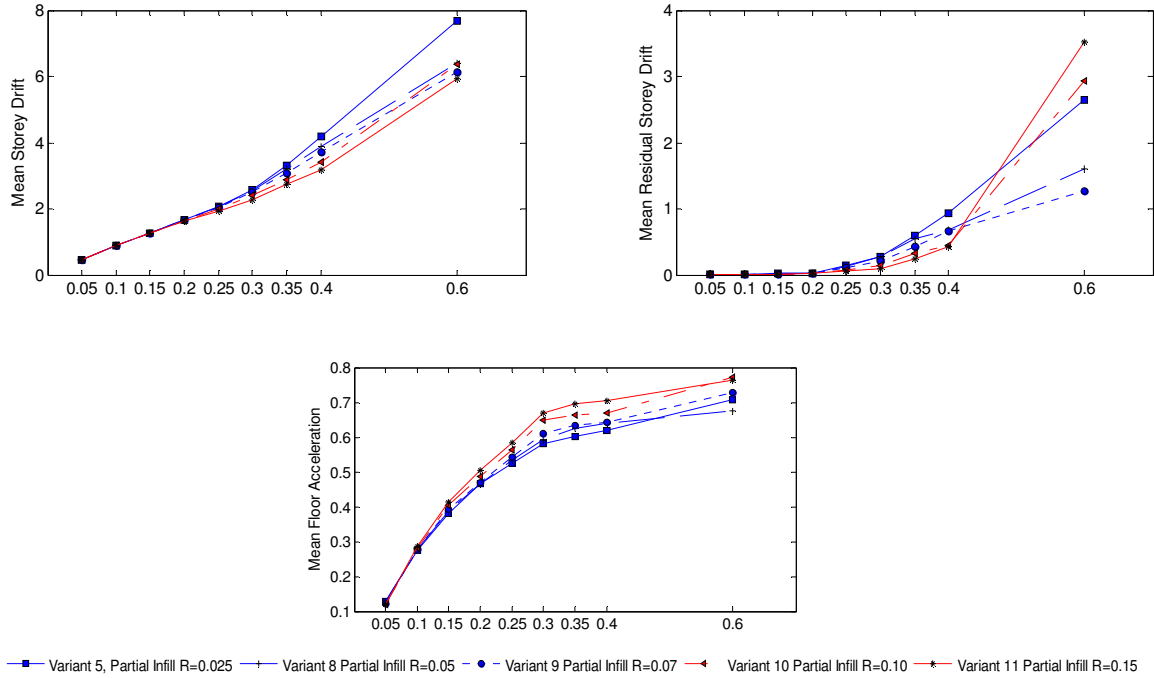 8
6
4
2
0
Mean Storey Drift
0.05 0.1 0.15 0.2 0.25 0.3 0.35 0.4 0.6
4
3
2
1
0
Mean Residual Storey Drift
0.05 0.1 0.15 0.2 0.25 0.3 0.35 0.4 0.6
0.8
0.7
0.6
0.5
0.4
0.3
0.2
0.1
Mean Floor Acceleration
0.05 0.1 0.15 0.2 0.25 0.3 0.35 0.4 0.6
Variant 5, Partial Infill R=0.025 Variant 8 Partial Infill R=0.05 Variant 9 Partial Infill R=0.07 Variant 10 Partial Infill R=0.10 Variant 11 Partial Infill R=0.15